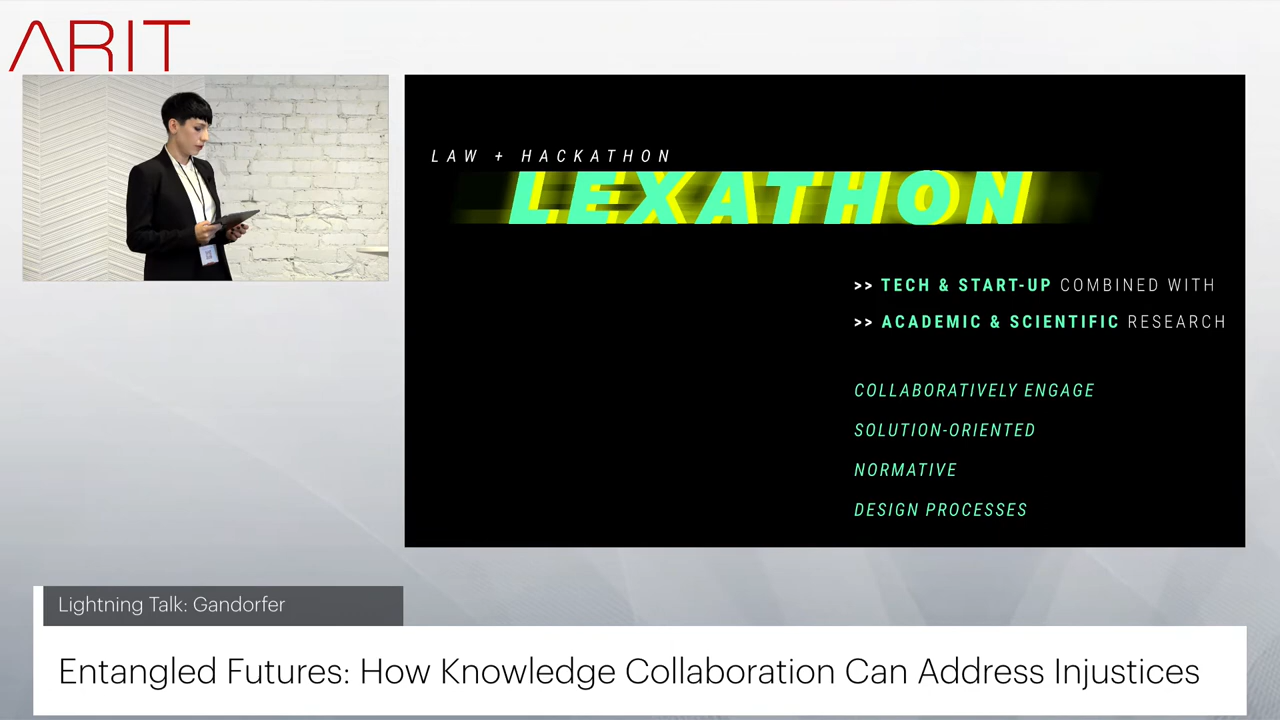 ARIT
LAW + HACKATHON
LEXATHON
>> TECH & START-UP COMBINED WITH
>> ACADEMIC & SCIENTIFIC RESEARCH
COLLABORATIVELY ENGAGE
SOLUTION-ORIENTED
NORMATIVE
DESIGN PROCESSES
Lightning Talk: Gandorfer
Entangled Futures: How Knowledge Collaboration Can Address Injustices